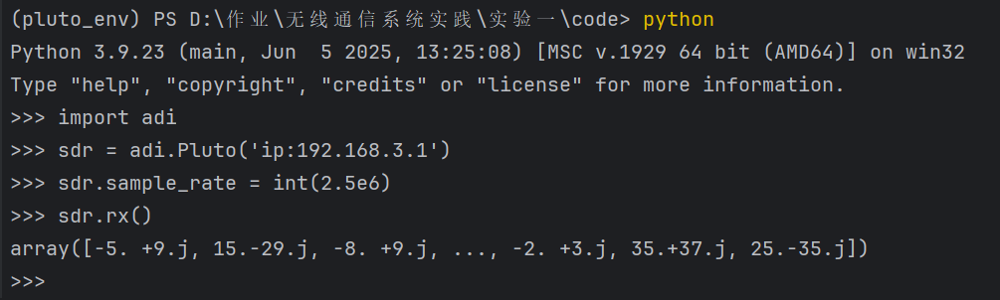 (pluto_env) PS D:\作业\无线通信系统实践\实验一\code> python
Python 3.9.23 (main, Jun  5 2025, 13:25:08) [MSC v.1929 64 bit (AMD64)] on win32
Type "help", "copyright", "credits" or "license" for more information.
>>> import adi
>>> sdr = adi.Pluto('ip:192.168.3.1')
>>> sdr.sample_rate = int(2.5e6)
>>> sdr.rx()
array([-5. +9.j, 15.-29.j, -8. +9.j, ..., -2. +3.j, 35.+37.j, 25.-35.j])
>>>